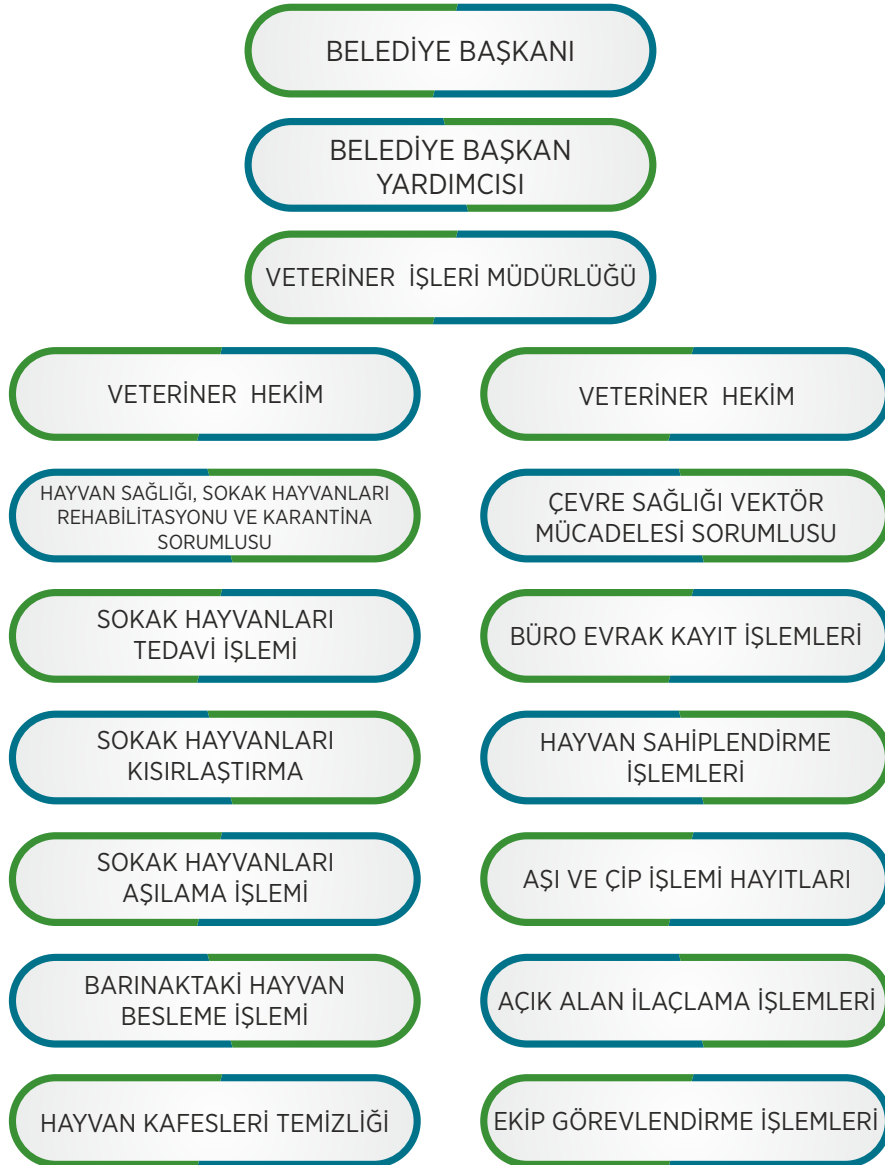 BELEDİYE BAŞKANI
BELEDİYE BAŞKAN
YARDIMCISI
VETERİNER İŞLERİ MÜDÜRLÜĞÜ
VETERİNER HEKİM
HAYVAN SAĞLIĞI, SOKAK HAYVANLARI
REHABİLİTASYONU VE KARANTİNA
SORUMLUSU
SOKAK HAYVANLARI
TEDAVİ İŞLEMİ
SOKAK HAYVANLARI
KISIRLAŞTIRMA
SOKAK HAYVANLARI
AŞILAMA İŞLEMİ
BARINAKTAKİ HAYVAN
BESLEME İŞLEMİ
HAYVAN KAFESLERİ TEMİZLİĞİ
VETERİNER HEKİM
ÇEVRE SAĞLIĞI VEKTÖR
MÜCADELESİ SORUMLUSU
BÜRO EVRAK KAYIT İŞLEMLERİ
HAYVAN SAHİPLENDİRME
İŞLEMLERİ
AŞI VE ÇİP İŞLEMİ HAYITLARI
AÇIK ALAN İLAÇLAMA İŞLEMLERİ
EKİP GÖREVLENDİRME İŞLEMLERİ